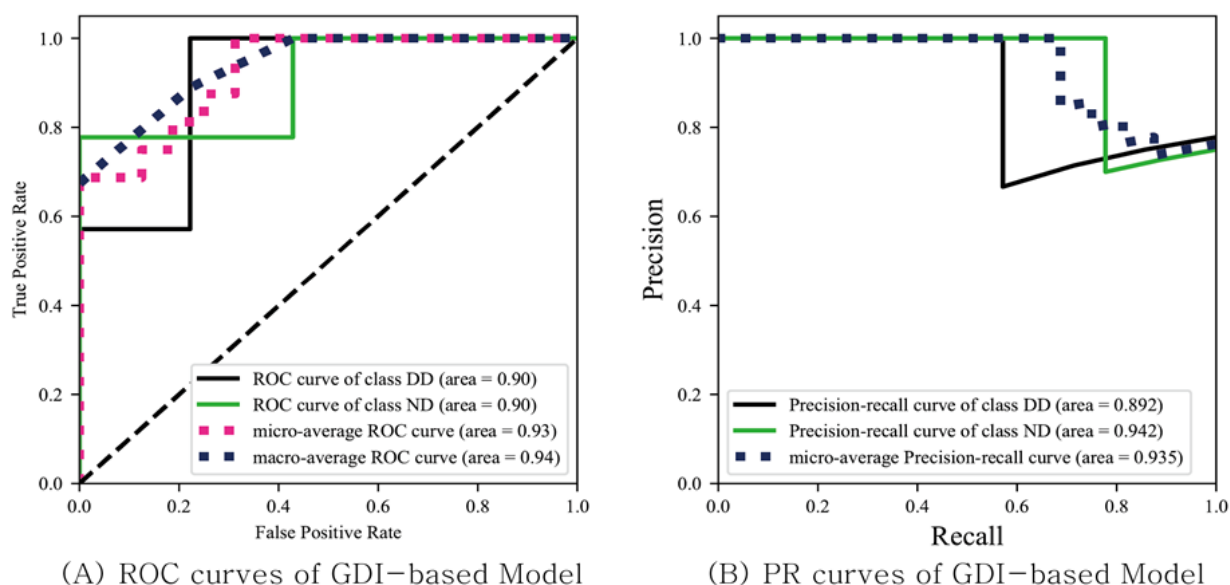 1.0
0.8
0.6
0.4
0.2
0.0
True Positive Rate
0.0 0.2 0.4 0.6 0.8 1.0
False Positive Rate
ROC curve of class DD (area = 0.90)
ROC curve of class ND (area = 0.90)
micro-average ROC curve (area = 0.93)
macro-average ROC curve (area = 0.94)
(A) ROC curves of GDI-based Model
1.0
0.8
0.6
0.4
0.2
0.0
Precision
0.0 0.2 0.4 0.6 0.8 1.0
Recall
Precision-recall curve of class DD (area = 0.892)
Precision-recall curve of class ND (area = 0.942)
micro-average Precision-recall curve (area = 0.935)
(B) PR curves of GDI-based Model